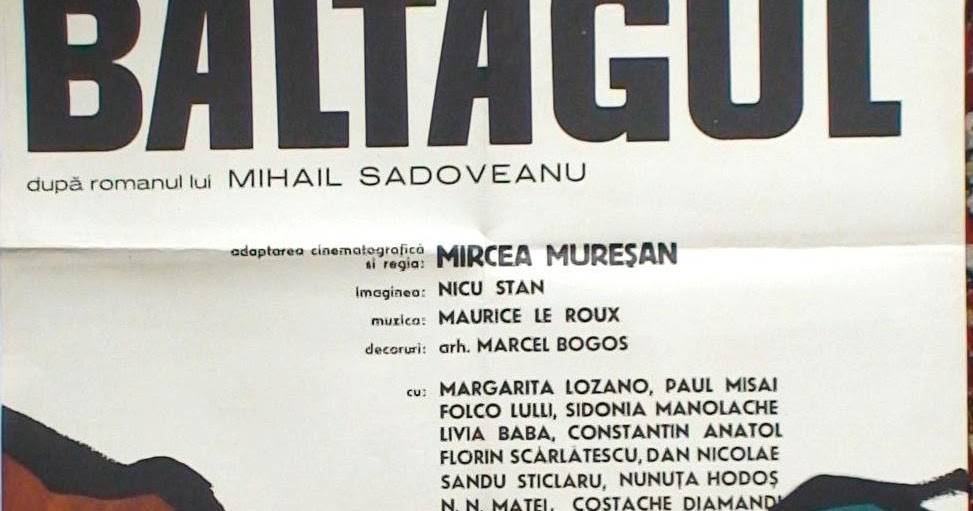 BALTAGUL
după romanul lui MIHAIL SADOVEANU
adaptarea cinematografică
si regia: MIRCEA MUREȘAN
imaginea: NICU STAN
muzica: MAURICE LE ROUX
decoruri: arh. MARCEL BOGOS
cu: MARGARITA LOZANO, PAUL MISAI
FOLCO LULLI, SIDONIA MANOLACHE
LIVIA BABA, CONSTANTIN ANATOL
FLORIN SCĂRLĂTESCU, DAN NICOLAE
SANDU STICLARU, NUNUȚA HODOȘ
N. N. MATEI, COSTACHE DIAMANDI